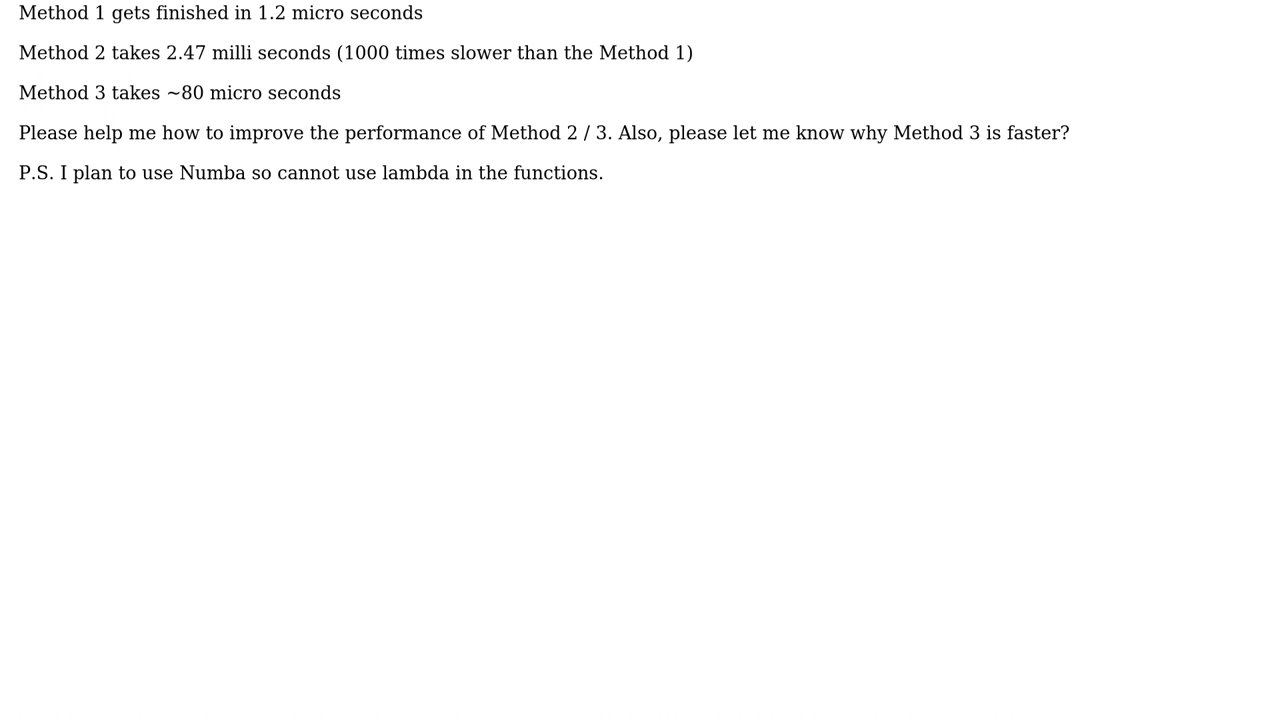 Method 1 gets finished in 1.2 micro seconds
Method 2 takes 2.47 milli seconds (1000 times slower than the Method 1)
Method 3 takes ~80 micro seconds
Please help me how to improve the performance of Method 2 / 3. Also, please let me know why Method 3 is faster?
P.S. I plan to use Numba so cannot use lambda in the functions.